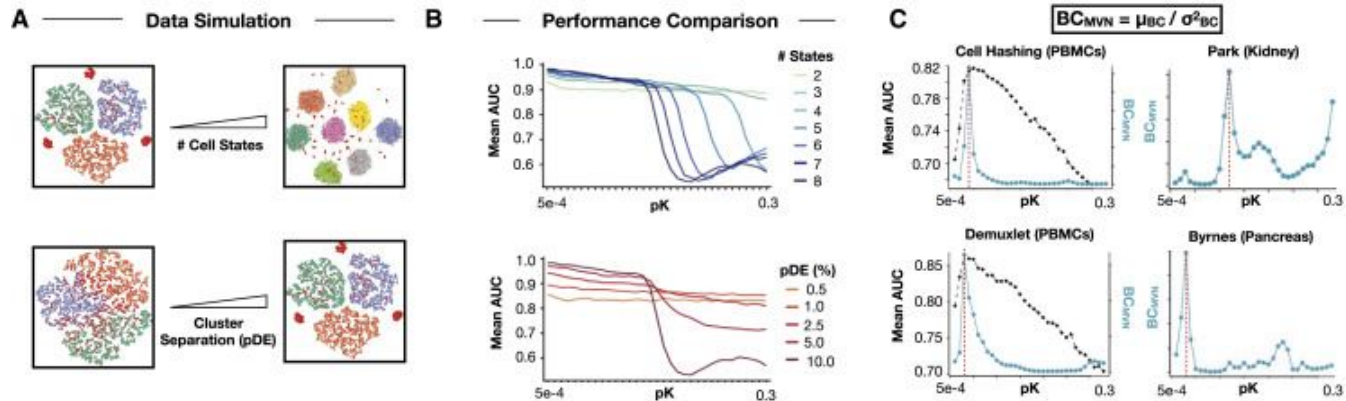 A
Data Simulation
# Cell States
Cluster
Separation (pDE)
B
Performance Comparison
Mean AUC
1.0
0.9
0.8
0.7
0.6
5e-4
pK
0.3
# States
2
3
4
5
6
7
8
Mean AUC
1.0
0.9
0.8
0.7
0.6
5e-4
pK
0.3
pDE (%)
0.5
1.0
2.5
5.0
10.0
C
BCMVN = μBC / σ²BC
Cell Hashing (PBMCs)
Mean AUC
0.82
0.78
0.74
0.70
5e-4
pK
0.3
BCMVN
Park (Kidney)
BCMVN
5e-4
pK
0.3
Demuxlet (PBMCs)
Mean AUC
0.85
0.80
0.75
0.70
5e-4
pK
0.3
BCMVN
Byrnes (Pancreas)
BCMVN
5e-4
pK
0.3